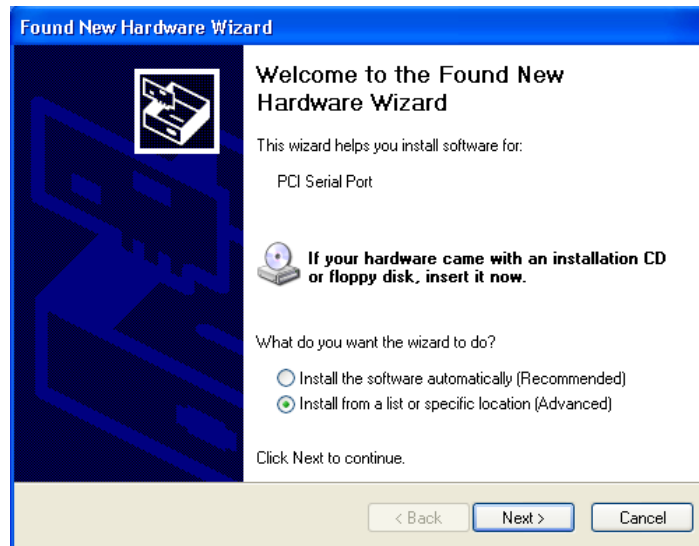 Found New Hardware Wizard
Welcome to the Found New
Hardware Wizard
This wizard helps you install software for:
PCI Serial Port
If your hardware came with an installation CD
or floppy disk, insert it now.
What do you want the wizard to do?
Install the software automatically (Recommended)
Install from a list or specific location (Advanced)
Click Next to continue.
< Back
Next >
Cancel